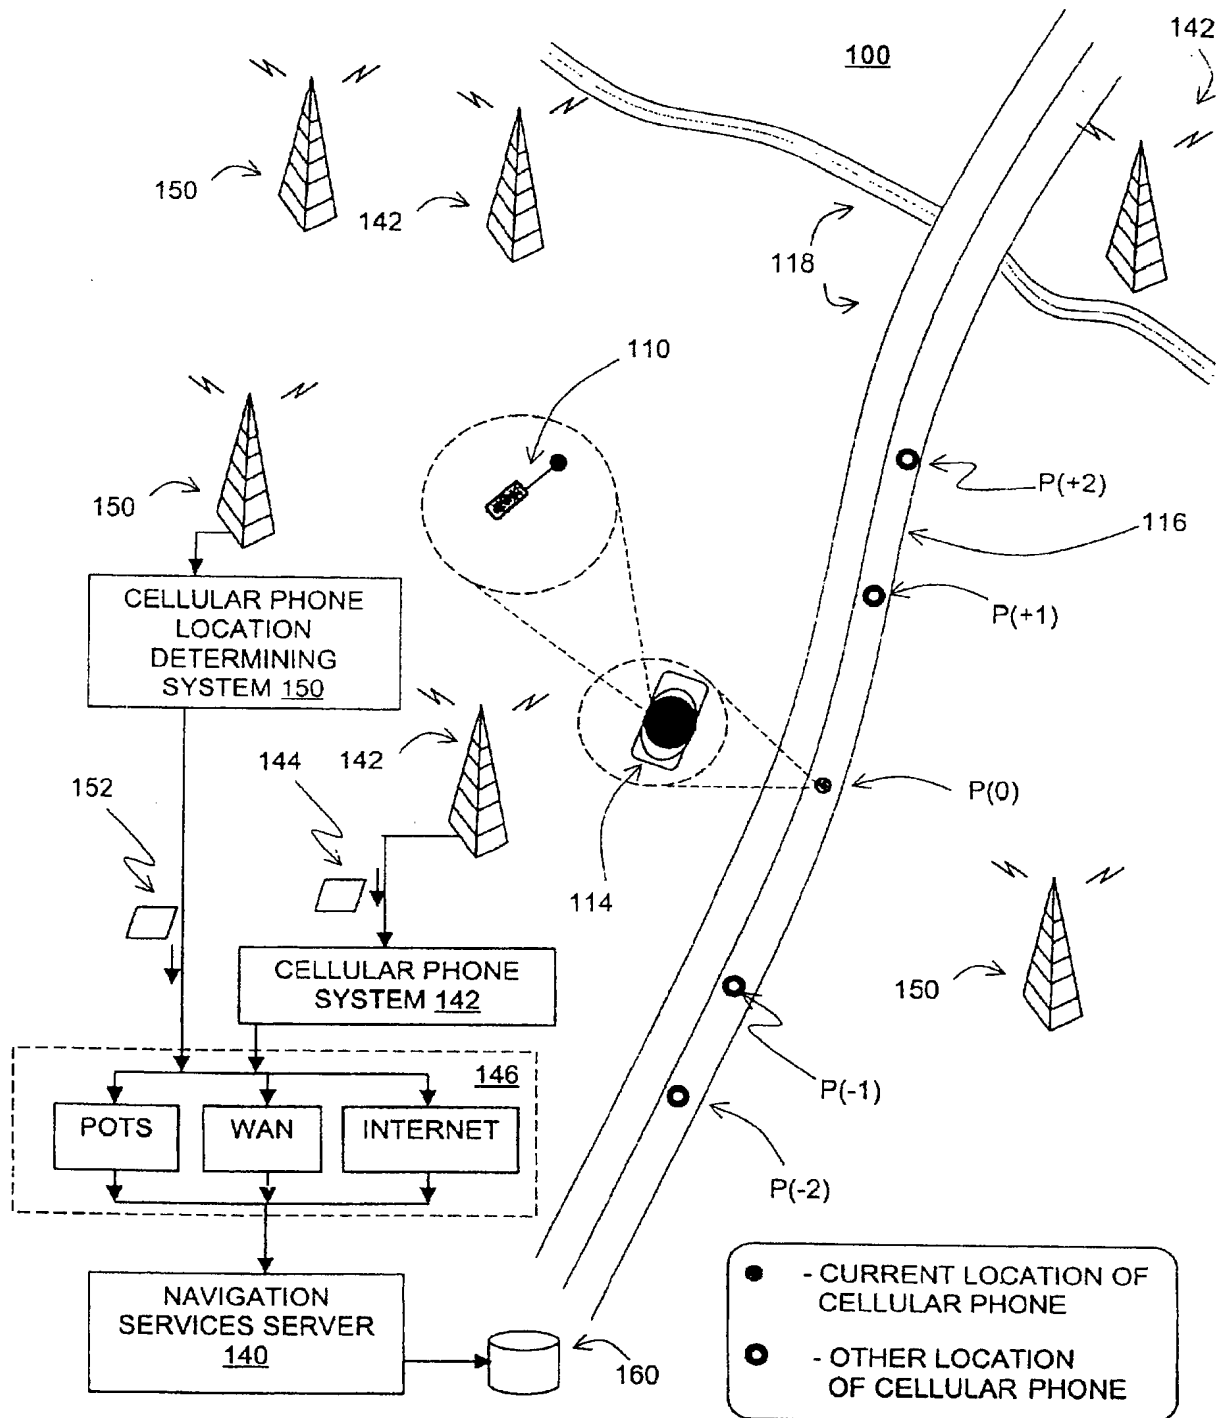 100
142
150
142
118
110
P(+2)
150
116
CELLULAR PHONE
LOCATION
DETERMINING
SYSTEM 150
P(+1)
144
142
152
P(0)
114
CELLULAR PHONE
SYSTEM 142
150
146
P(-1)
POTS
WAN
INTERNET
P(-2)
NAVIGATION
SERVICES SERVER
140
160
- CURRENT LOCATION OF
CELLULAR PHONE
- OTHER LOCATION
OF CELLULAR PHONE